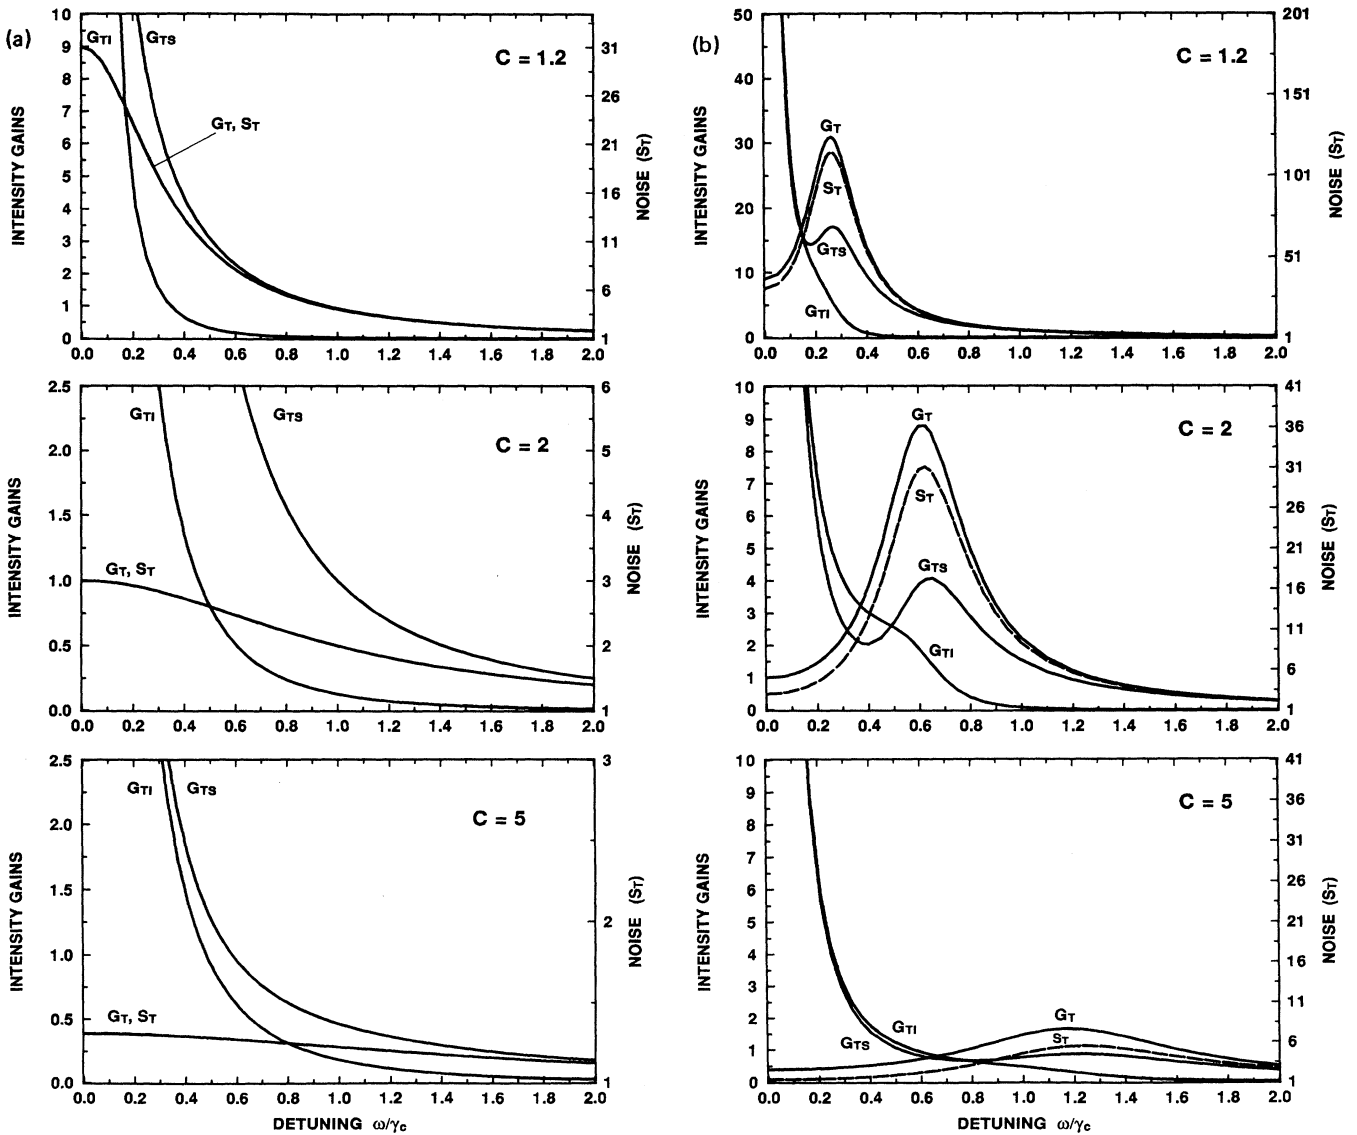 (a)
GTI
GTS
C = 1.2
GT, ST
INTENSITY GAINS
NOISE (ST)
10
9
8
7
6
5
4
3
2
1
0
31
26
21
16
11
6
1
0.0 0.2 0.4 0.6 0.8 1.0 1.2 1.4 1.6 1.8 2.0
GTI
GTS
C = 2
GT, ST
INTENSITY GAINS
NOISE (ST)
2.5
2.0
1.5
1.0
0.5
0.0
6
5
4
3
2
1
0.0 0.2 0.4 0.6 0.8 1.0 1.2 1.4 1.6 1.8 2.0
GTI
GTS
C = 5
GT, ST
INTENSITY GAINS
NOISE (ST)
2.5
2.0
1.5
1.0
0.5
0.0
3
2
1
0.0 0.2 0.4 0.6 0.8 1.0 1.2 1.4 1.6 1.8 2.0
DETUNING ω/γc
(b)
C = 1.2
GT
ST
GTS
GTI
INTENSITY GAINS
NOISE (ST)
50
40
30
20
10
0
201
151
101
51
1
0.0 0.2 0.4 0.6 0.8 1.0 1.2 1.4 1.6 1.8 2.0
C = 2
GT
ST
GTS
GTI
INTENSITY GAINS
NOISE (ST)
10
9
8
7
6
5
4
3
2
1
0
41
36
31
26
21
16
11
6
1
0.0 0.2 0.4 0.6 0.8 1.0 1.2 1.4 1.6 1.8 2.0
C = 5
GTI
GTS
GT
ST
INTENSITY GAINS
NOISE (ST)
10
9
8
7
6
5
4
3
2
1
0
41
36
31
26
21
16
11
6
1
0.0 0.2 0.4 0.6 0.8 1.0 1.2 1.4 1.6 1.8 2.0
DETUNING ω/γc